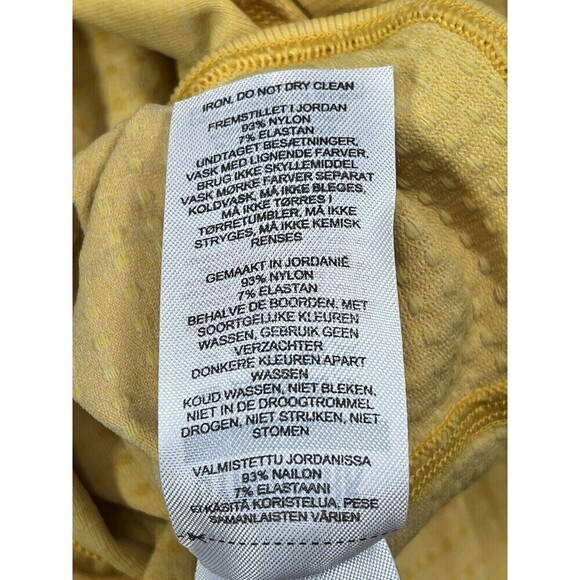 IRON, DO NOT DRY CLEAN
FREMSTILLET I JORDAN
93% NYLON
7% ELASTAN
UNDTAGET BESÆTNINGER,
VASK MED LIGNENDE FARVER,
BRUG IKKE SKYLLEMIDDEL
VASK MØRKE FARVER SEPARAT
KOLDVASK, MÅ IKKE BLEGES,
MÅ IKKE TØRRES I
TØRRETUMBLER, MÅ IKKE
STRYGES, MÅ IKKE KEMISK
RENSES
GEMAAKT IN JORDANIË
93% NYLON
7% ELASTAN
BEHALVE DE BOORDEN, MET
SOORTGELIJKE KLEUREN
WASSEN, GEBRUIK GEEN
VERZACHTER
DONKERE KLEUREN APART
WASSEN
KOUD WASSEN, NIET BLEKEN,
NIET IN DE DROOGTROMMEL
DROGEN, NIET STRIJKEN, NIET
STOMEN
VALMISTETTU JORDANISSA
93% NAILON
7% ELASTAANI
EI KÄSITÄ KORISTELUA, PESE
SAMANLAISTEN VÄRIEN